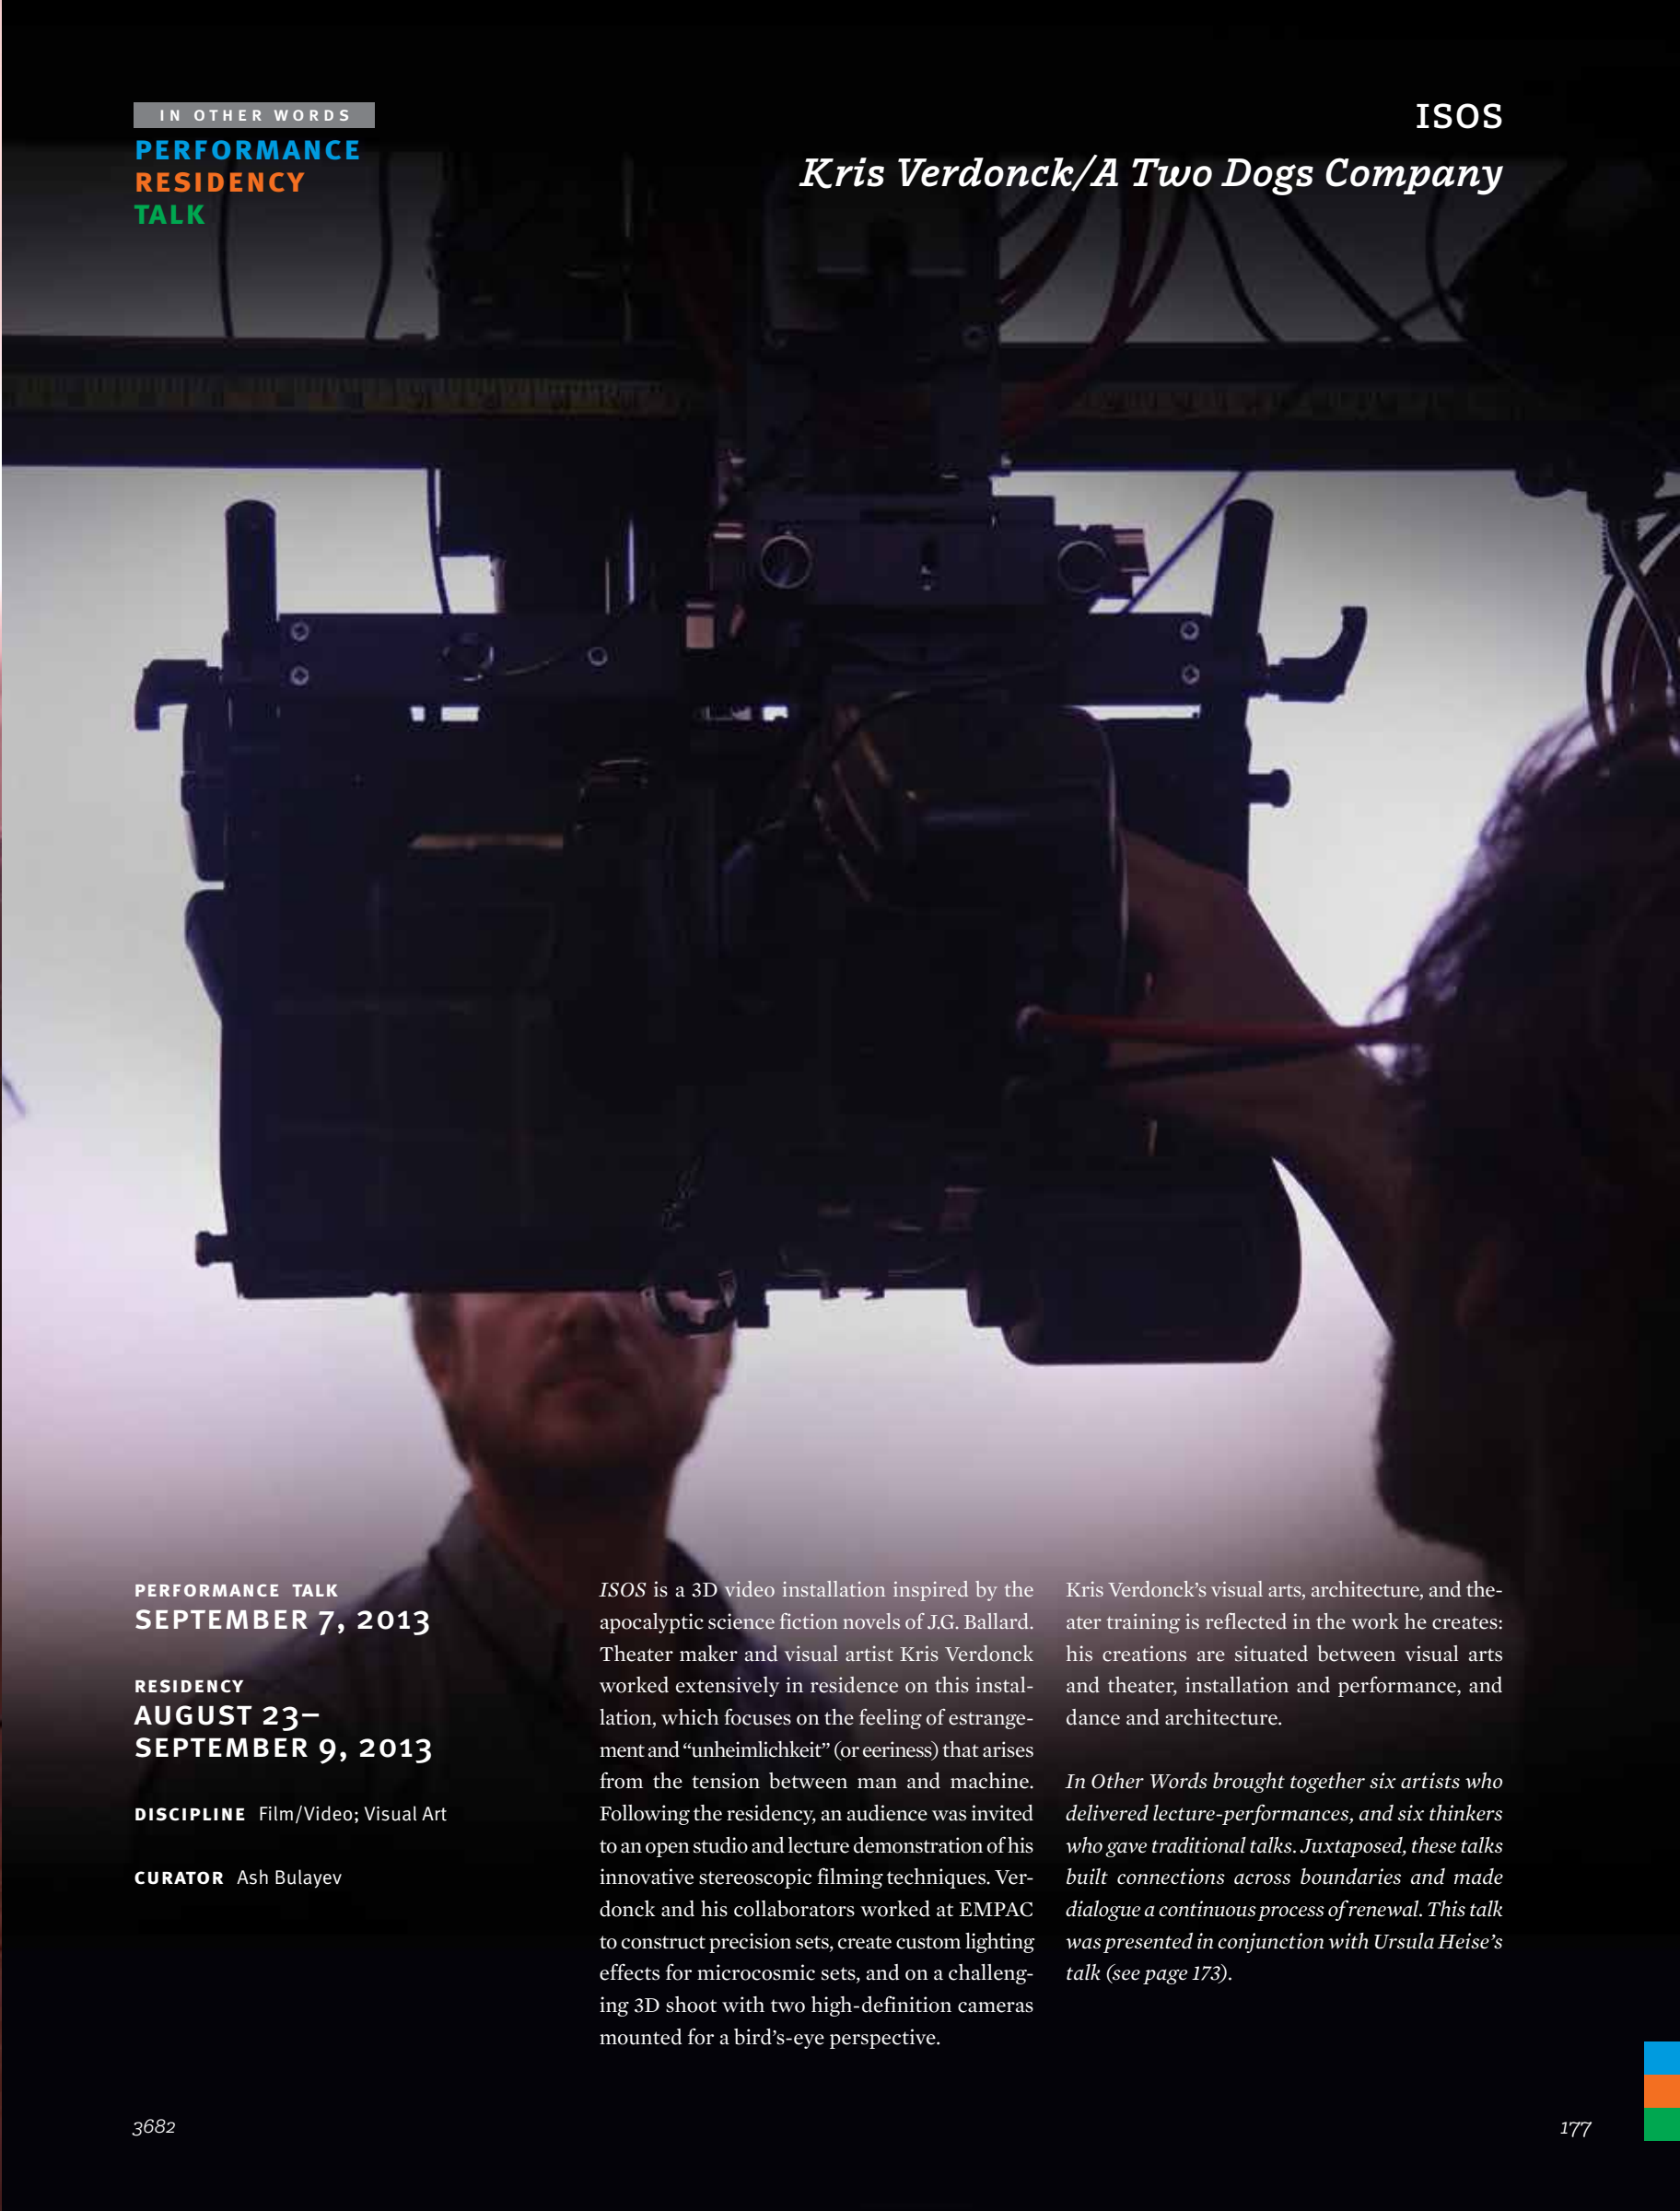 IN OTHER WORDS
PERFORMANCE
RESIDENCY
TALK
ISOS
Kris Verdonck/A Two Dogs Company
PERFORMANCE TALK
SEPTEMBER 7, 2013
RESIDENCY
AUGUST 23–
SEPTEMBER 9, 2013
DISCIPLINE Film/Video; Visual Art
CURATOR Ash Bulayev
ISOS is a 3D video installation inspired by the
apocalyptic science fiction novels of J.G. Ballard.
Theater maker and visual artist Kris Verdonck
worked extensively in residence on this instal-
lation, which focuses on the feeling of estrange-
ment and “unheimlichkeit” (or eeriness) that arises
from the tension between man and machine.
Following the residency, an audience was invited
to an open studio and lecture demonstration of his
innovative stereoscopic filming techniques. Ver-
donck and his collaborators worked at EMPAC
to construct precision sets, create custom lighting
effects for microcosmic sets, and on a challeng-
ing 3D shoot with two high-definition cameras
mounted for a bird’s-eye perspective.
Kris Verdonck’s visual arts, architecture, and the-
ater training is reflected in the work he creates:
his creations are situated between visual arts
and theater, installation and performance, and
dance and architecture.
In Other Words brought together six artists who
delivered lecture-performances, and six thinkers
who gave traditional talks. Juxtaposed, these talks
built connections across boundaries and made
dialogue a continuous process of renewal. This talk
was presented in conjunction with Ursula Heise’s
talk (see page 173).
3682
177